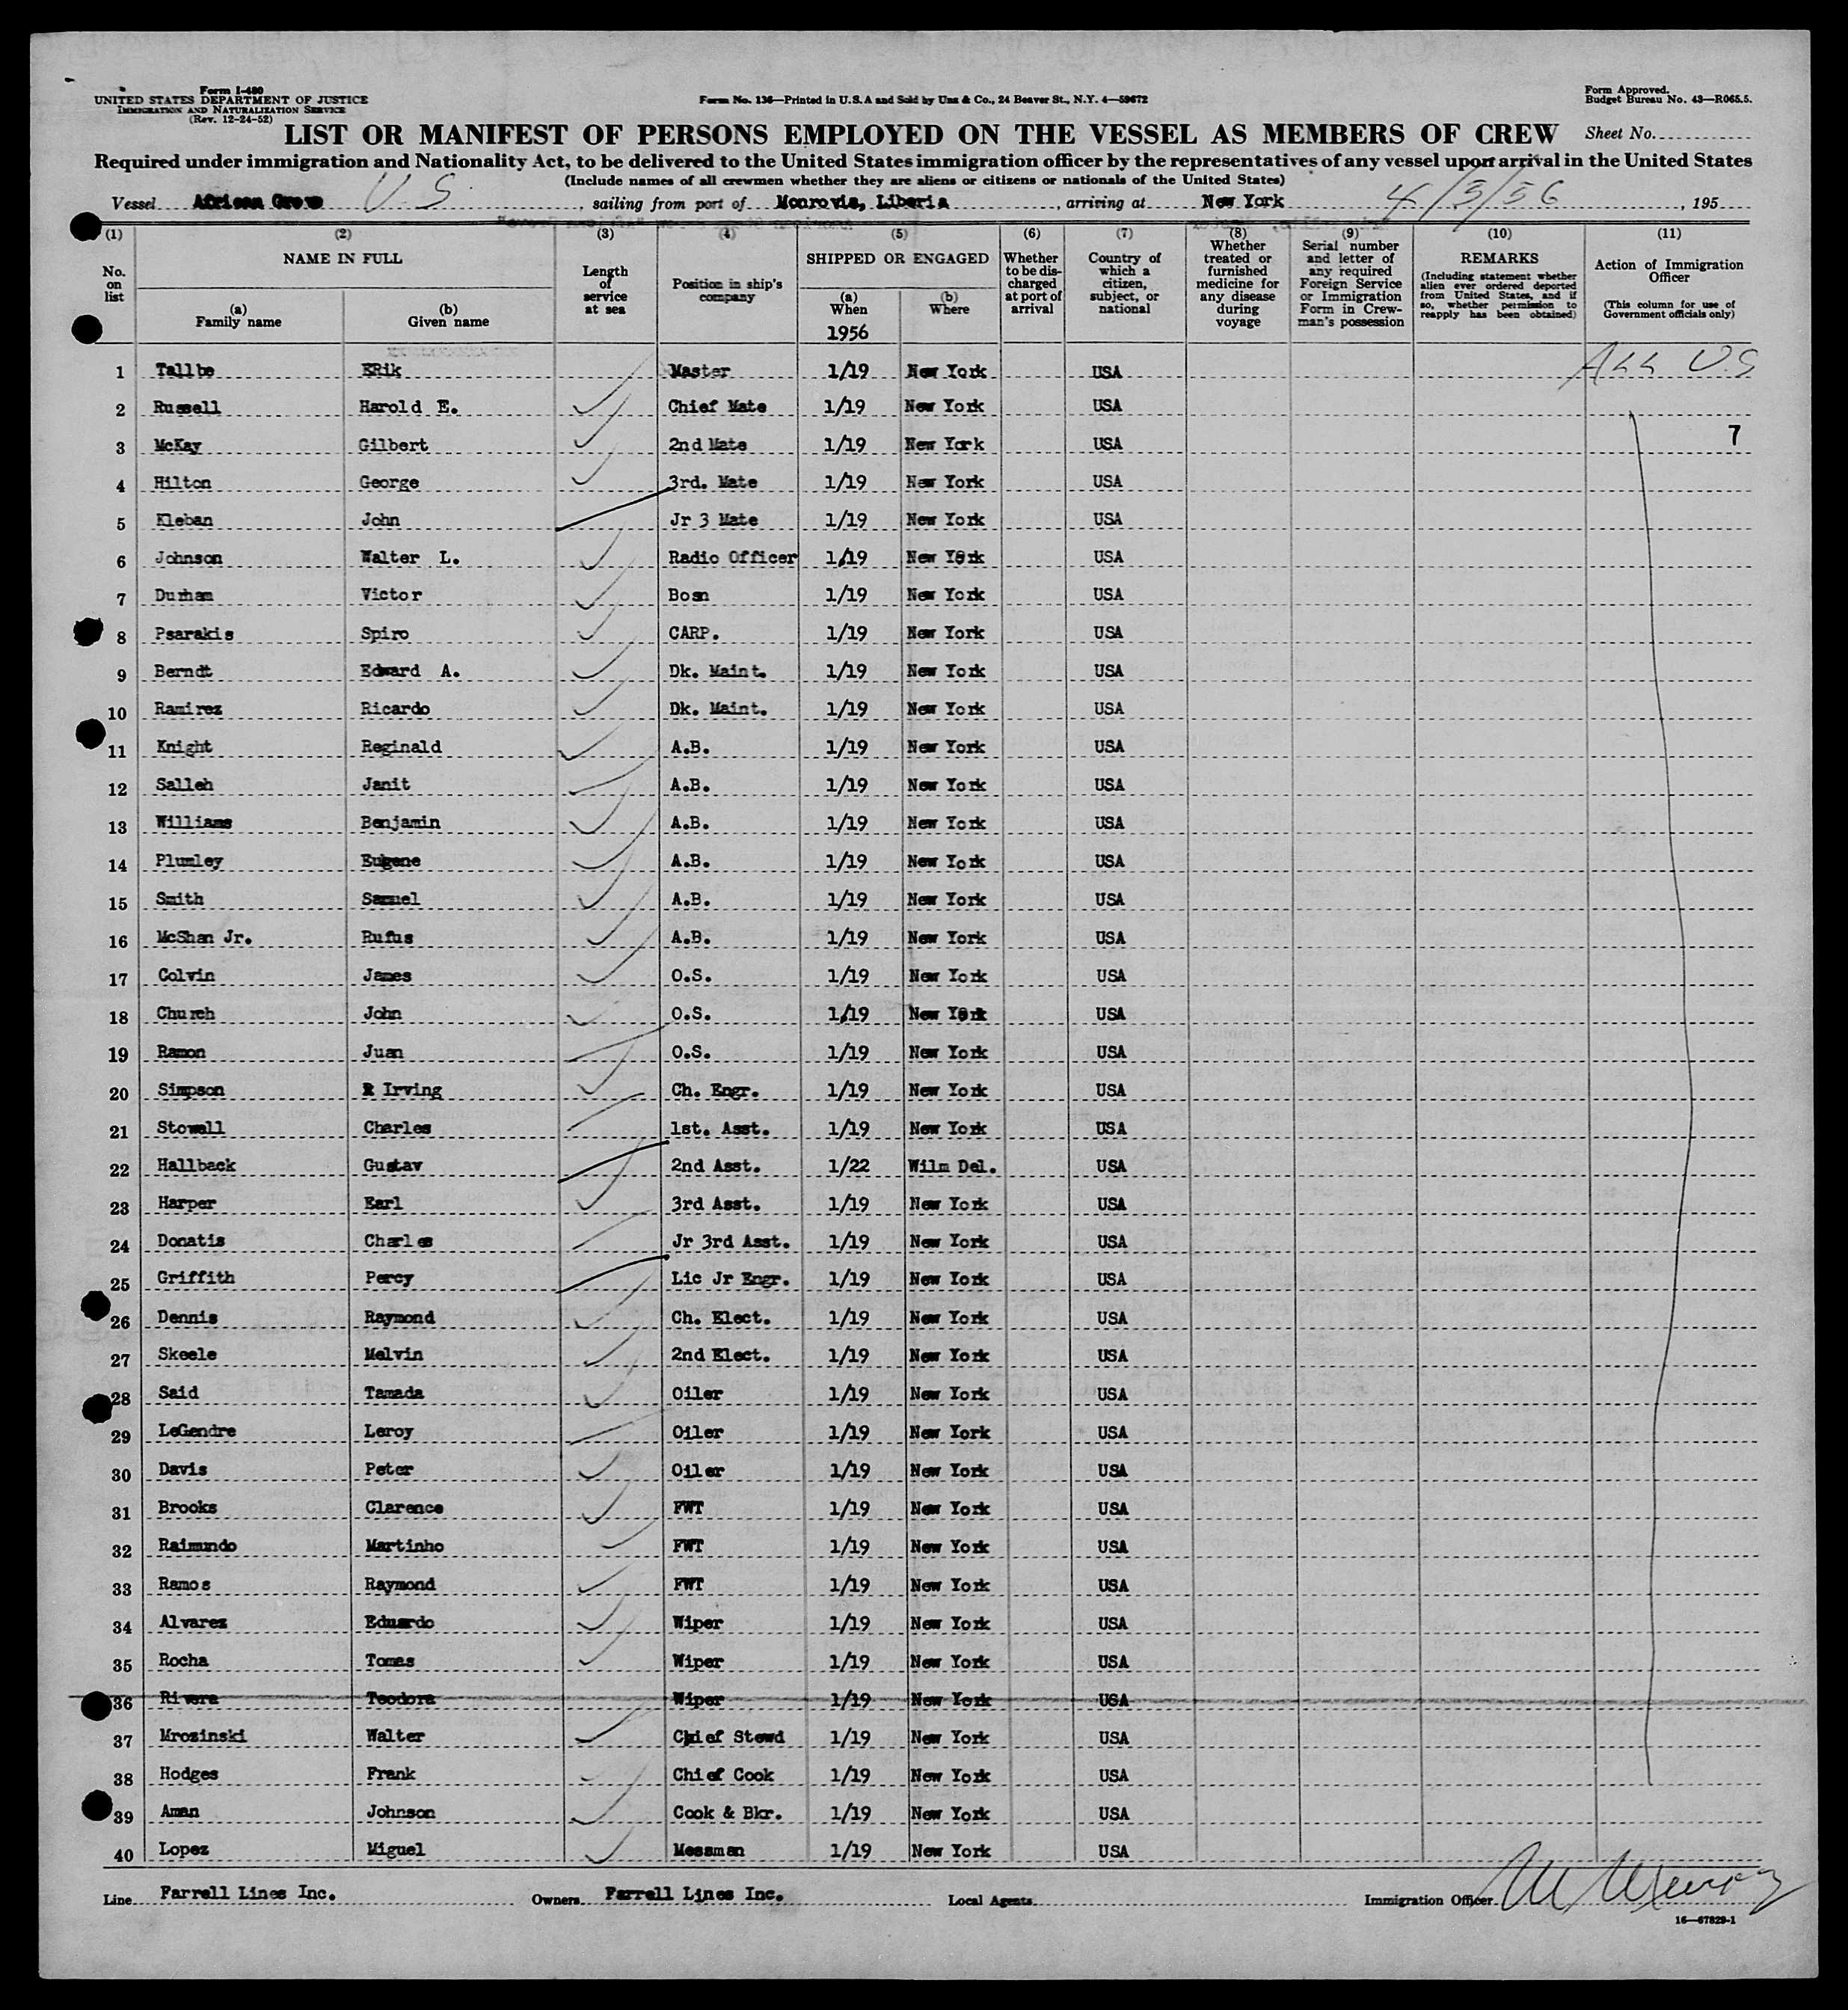 Form I-480
UNITED STATES DEPARTMENT OF JUSTICE
IMMIGRATION AND NATURALIZATION SERVICE
(Rev. 12-24-52)
Form No. 136—Printed in U.S.A and Sold by Unz & Co., 24 Beaver St., N.Y. 4—59672
Form Approved.
Budget Bureau No. 43—R065.5.
LIST OR MANIFEST OF PERSONS EMPLOYED ON THE VESSEL AS MEMBERS OF CREW
Sheet No.
Required under immigration and Nationality Act, to be delivered to the United States immigration officer by the representatives of any vessel upon arrival in the United States
(Include names of all crewmen whether they are aliens or citizens or nationals of the United States)
Vessel African Grove U.S. , sailing from port of Monrovia, Liberia , arriving at New York 4/3/56 , 195
(1) (2) (3) (4) (5) (6) (7) (8) (9) (10) (11)
No. on list
NAME IN FULL
(a) Family name
(b) Given name
Length of service at sea
Position in ship's company
SHIPPED OR ENGAGED
(a) When
1956
(b) Where
Whether to be discharged at port of arrival
Country of which a citizen, subject, or national
Whether treated or furnished medicine for any disease during voyage
Serial number and letter of any required Foreign Service or Immigration Form in Crewman's possession
REMARKS
(Including statement whether alien ever ordered deported from United States, and if so, whether permission to reapply has been obtained)
Action of Immigration Officer
(This column for use of Government officials only)
1 Tallbe ERik Master 1/19 New York USA ALL U.S
2 Russell Harold E. Chief Mate 1/19 New York USA
3 McKay Gilbert 2nd Mate 1/19 New York USA 7
4 Hilton George 3rd. Mate 1/19 New York USA
5 Kleban John Jr 3 Mate 1/19 New York USA
6 Johnson Walter L. Radio Officer 1/19 New York USA
7 Durham Victor Bosn 1/19 New York USA
8 Psarakis Spiro CARP. 1/19 New York USA
9 Berndt Edward A. Dk. Maint. 1/19 New York USA
10 Ramirez Ricardo Dk. Maint. 1/19 New York USA
11 Knight Reginald A.B. 1/19 New York USA
12 Salleh Janit A.B. 1/19 New York USA
13 Williams Benjamin A.B. 1/19 New York USA
14 Plumley Eugene A.B. 1/19 New York USA
15 Smith Samuel A.B. 1/19 New York USA
16 McShan Jr. Rufus A.B. 1/19 New York USA
17 Colvin James O.S. 1/19 New York USA
18 Church John O.S. 1/19 New York USA
19 Ramon Juan O.S. 1/19 New York USA
20 Simpson R Irving Ch. Engr. 1/19 New York USA
21 Stowell Charles 1st. Asst. 1/19 New York USA
22 Hallback Gustav 2nd Asst. 1/22 Wilm Del. USA
23 Harper Earl 3rd Asst. 1/19 New York USA
24 Donatis Charles Jr 3rd Asst. 1/19 New York USA
25 Griffith Percy Lic Jr Engr. 1/19 New York USA
26 Dennis Raymond Ch. Elect. 1/19 New York USA
27 Skeele Melvin 2nd Elect. 1/19 New York USA
28 Said Tamada Oiler 1/19 New York USA
29 LeGendre Leroy Oiler 1/19 New York USA
30 Davis Peter Oiler 1/19 New York USA
31 Brooks Clarence FWT 1/19 New York USA
32 Raimundo Martinho FWT 1/19 New York USA
33 Ramos Raymond FWT 1/19 New York USA
34 Alvarez Eduardo Wiper 1/19 New York USA
35 Rocha Tomas Wiper 1/19 New York USA
36 Rivera Teodora Wiper 1/19 New York USA
37 Mrozinski Walter Chief Stewd 1/19 New York USA
38 Hodges Frank Chief Cook 1/19 New York USA
39 Aman Johnson Cook & Bkr. 1/19 New York USA
40 Lopez Miguel Messman 1/19 New York USA
Line Farrell Lines Inc. Owners Farrell Lines Inc. Local Agents Immigration Officer
16—67829-1